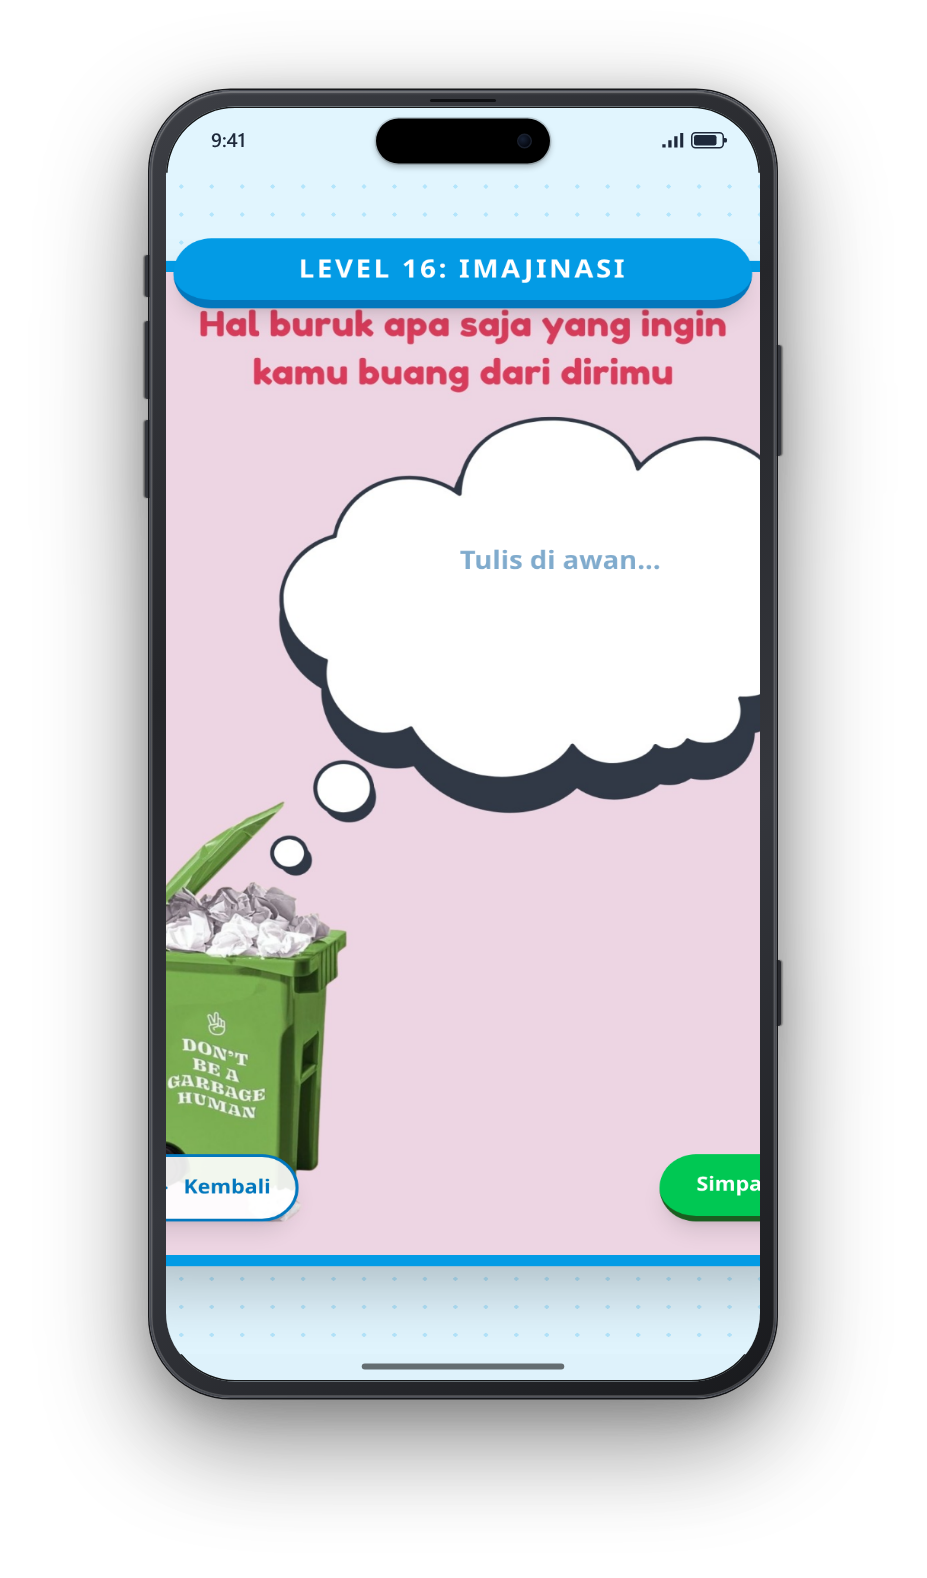 9:41
LEVEL 16: IMAJINASI
Hal buruk apa saja yang ingin
kamu buang dari dirimu
Tulis di awan...
DON'T
BE A
GARBAGE
HUMAN
Kembali
Simpa